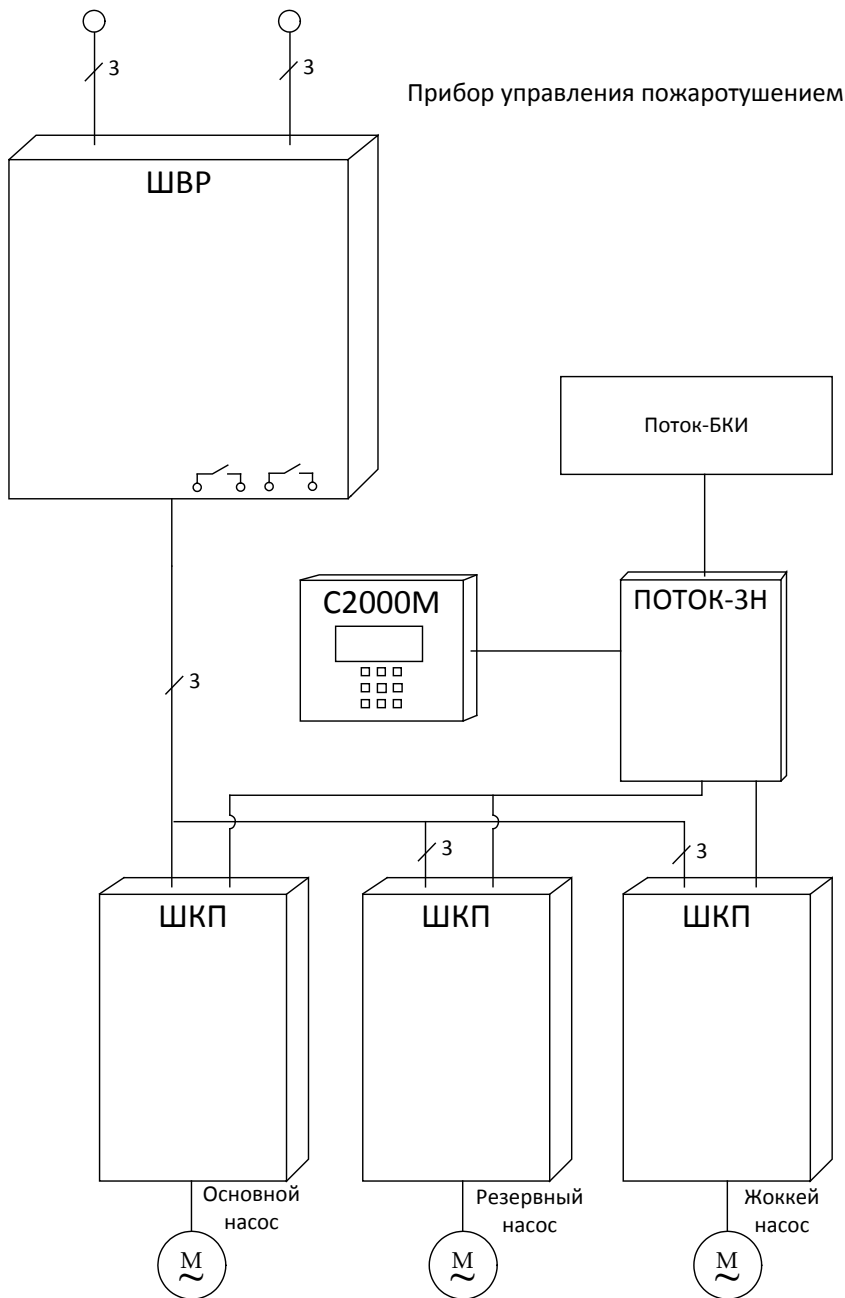 3
3
Прибор управления пожаротушением
ШВР
Поток-БКИ
С2000М
ПОТОК-3Н
3
3
3
ШКП
ШКП
ШКП
Основной
насос
Резервный
насос
Жоккей
насос
M
~
M
~
M
~